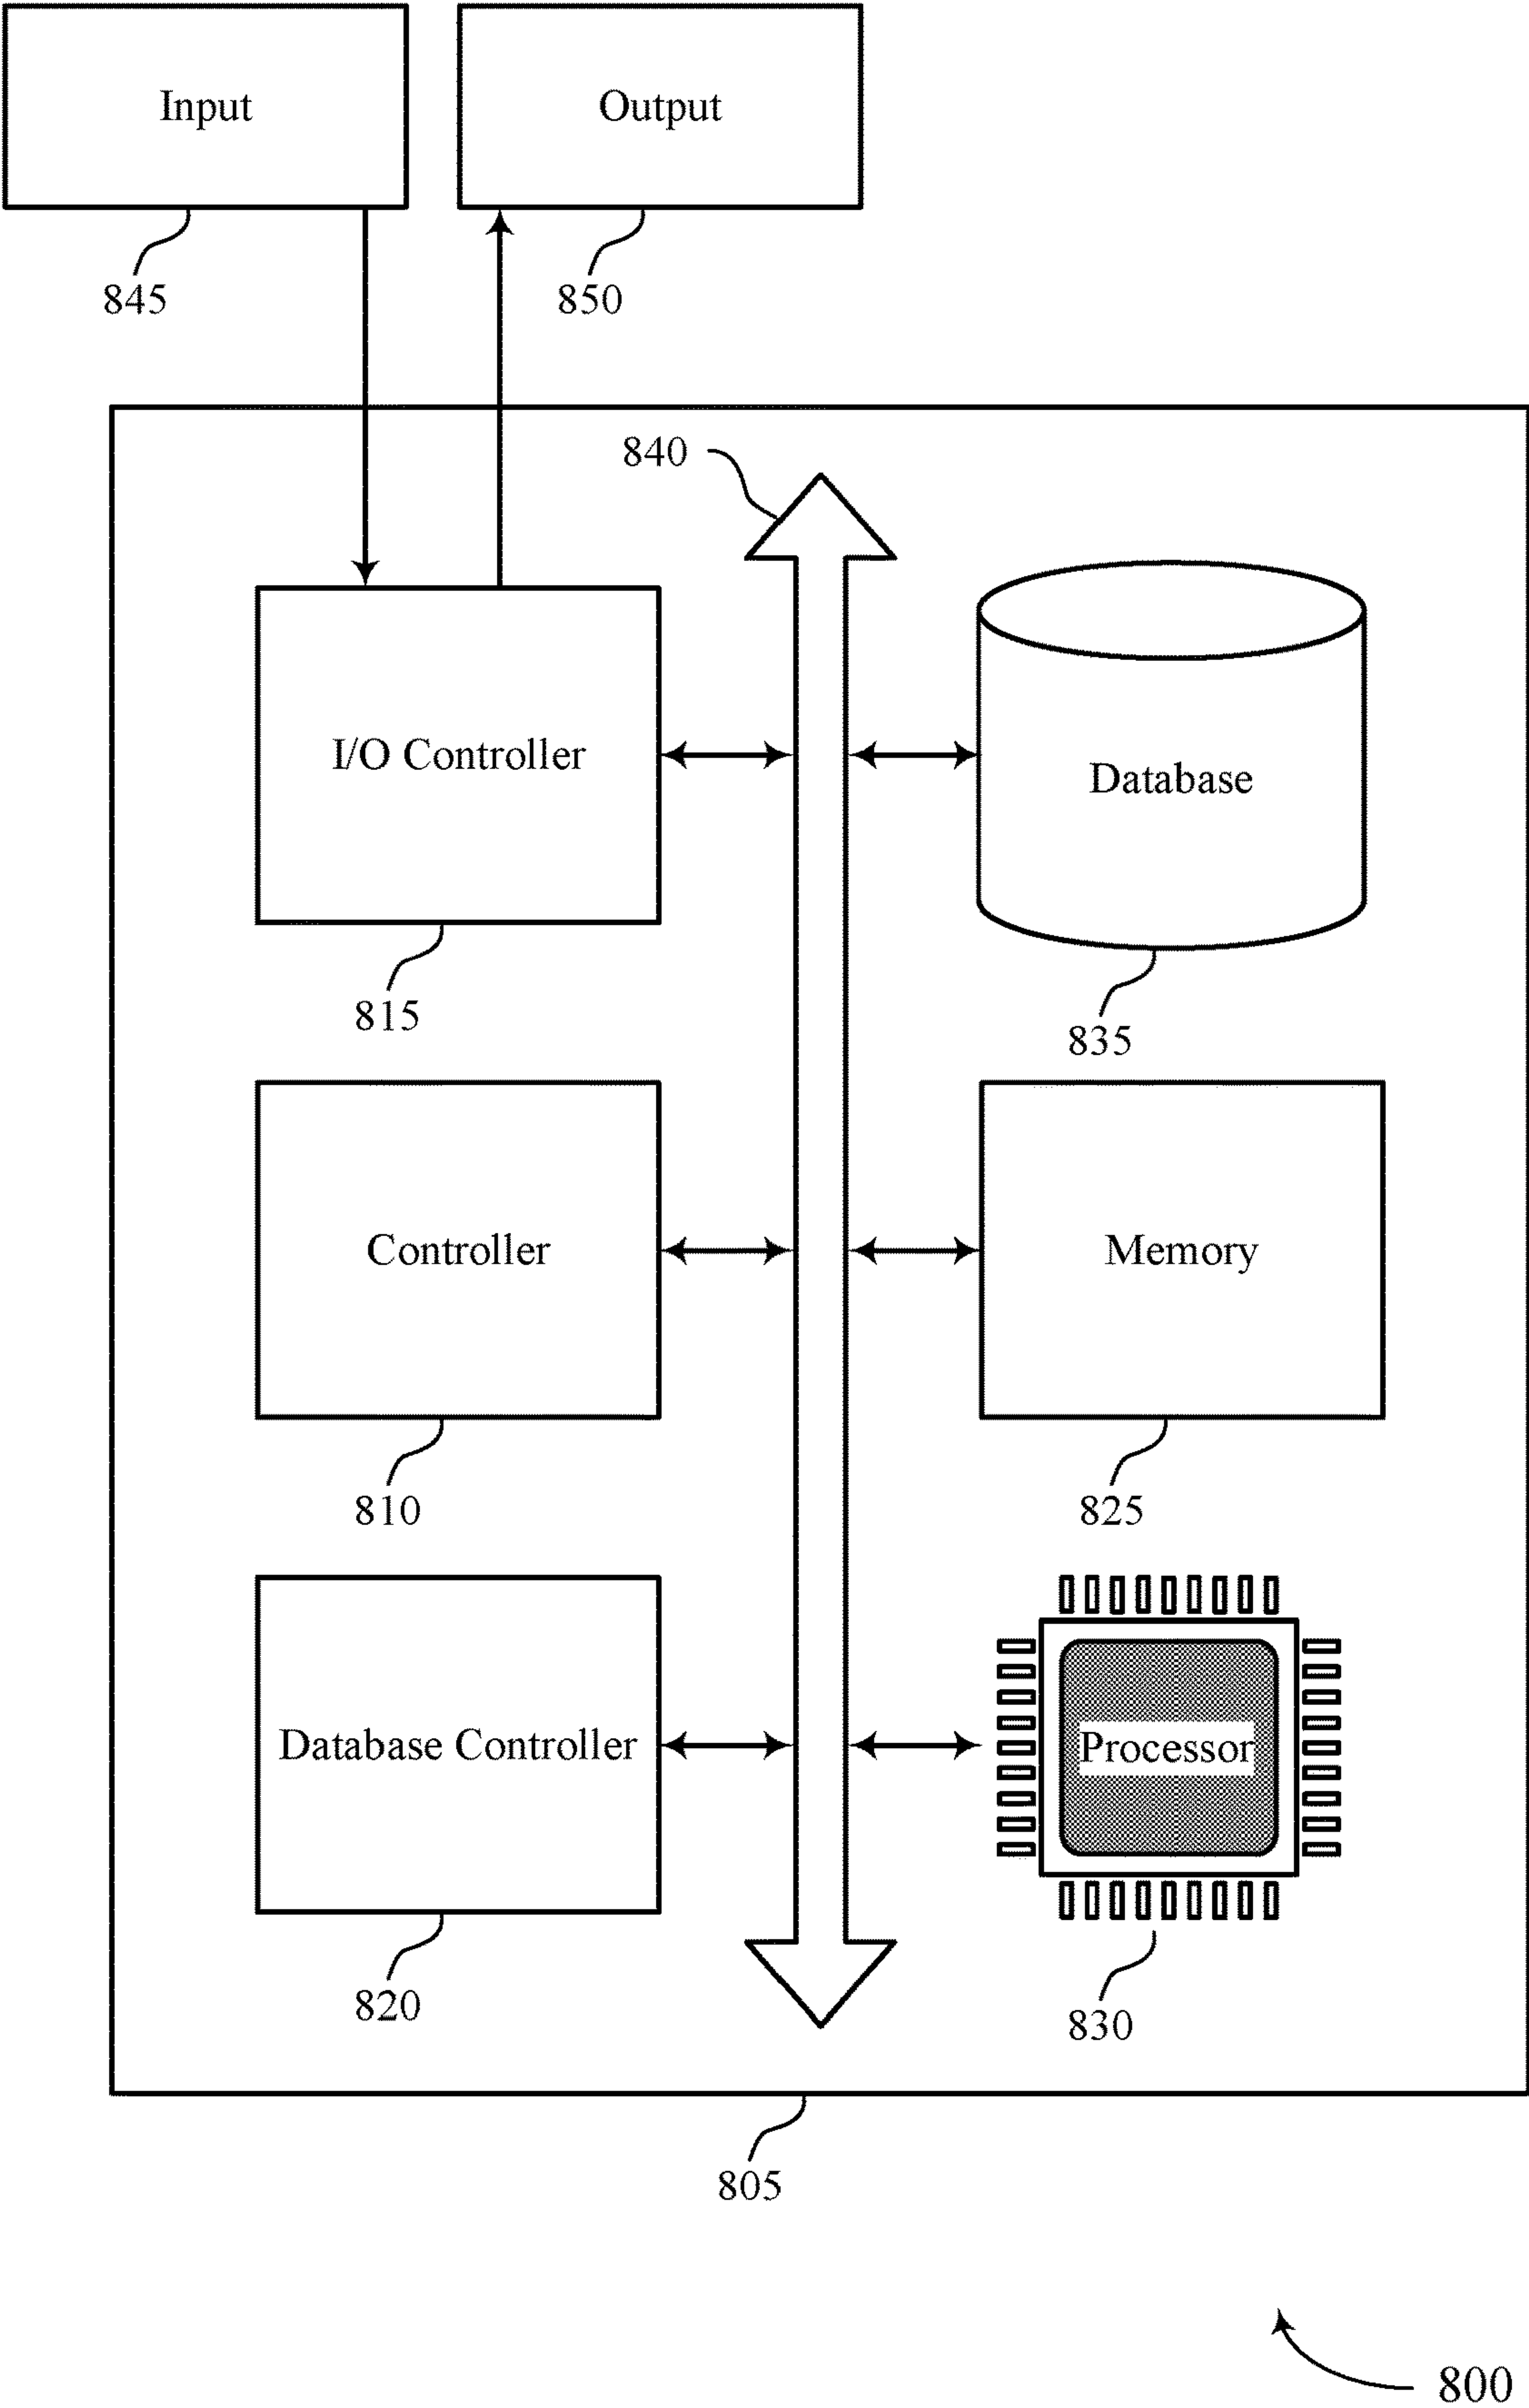 Input
Output
845
850
840
I/O Controller
Database
815
835
Controller
Memory
810
825
Database Controller
Processor
820
830
805
800